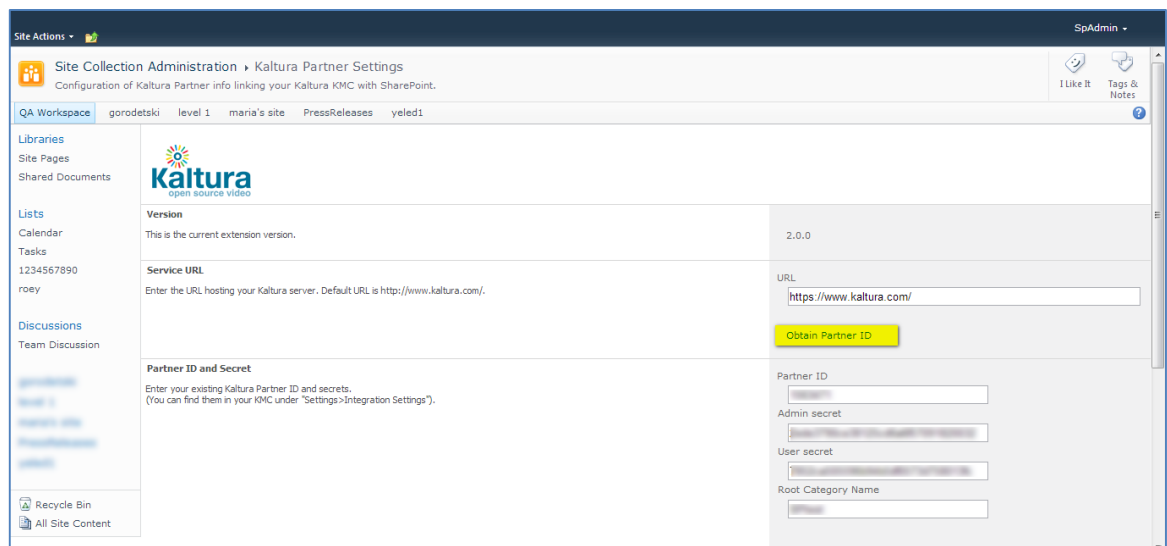 SpAdmin
Site Actions
Site Collection Administration ▸ Kaltura Partner Settings
Configuration of Kaltura Partner info linking your Kaltura KMC with SharePoint.
I Like It
Tags &
Notes
QA Workspace gorodetski level 1 maria's site PressReleases yeled1
Libraries
Site Pages
Shared Documents
Lists
Calendar
Tasks
1234567890
roey
Discussions
Team Discussion
Recycle Bin
All Site Content
Kaltura
open source video
Version
This is the current extension version.
2.0.0
Service URL
Enter the URL hosting your Kaltura server. Default URL is http://www.kaltura.com/.
URL
https://www.kaltura.com/
Obtain Partner ID
Partner ID and Secret
Enter your existing Kaltura Partner ID and secrets.
(You can find them in your KMC under "Settings>Integration Settings").
Partner ID
Admin secret
User secret
Root Category Name